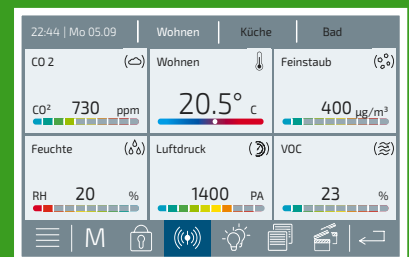 22:44 | Mo 05.09 Wohnen Küche Bad
CO 2 Wohnen Feinstaub
CO² 730 ppm 20.5° C 400 µg/m³
Feuchte Luftdruck VOC
RH 20 % 1400 PA 23 %
M